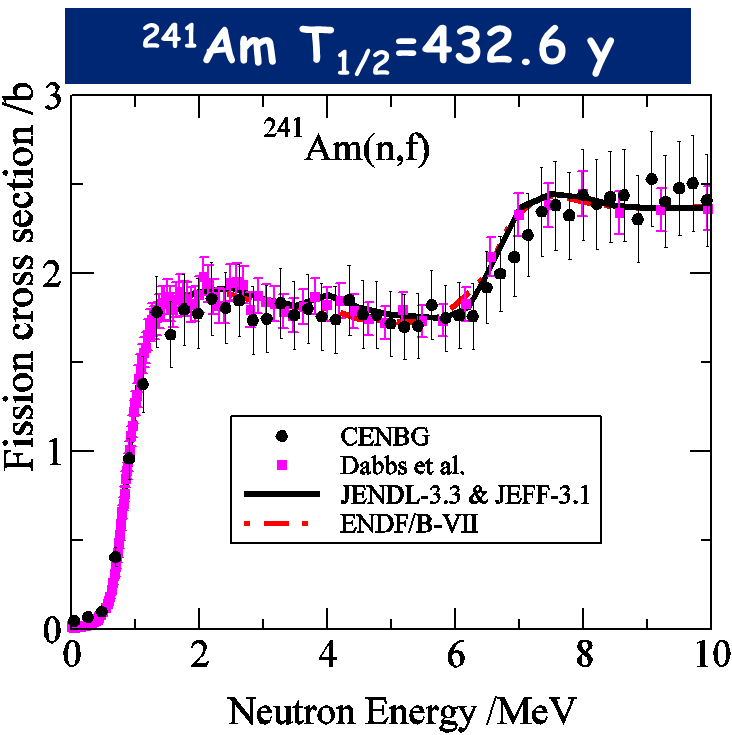 ²⁴¹Am T₁/₂=432.6 y
3
²⁴¹Am(n,f)
Fission cross section /b
2
1
CENBG
Dabbs et al.
JENDL-3.3 & JEFF-3.1
ENDF/B-VII
0
0 2 4 6 8 10
Neutron Energy /MeV